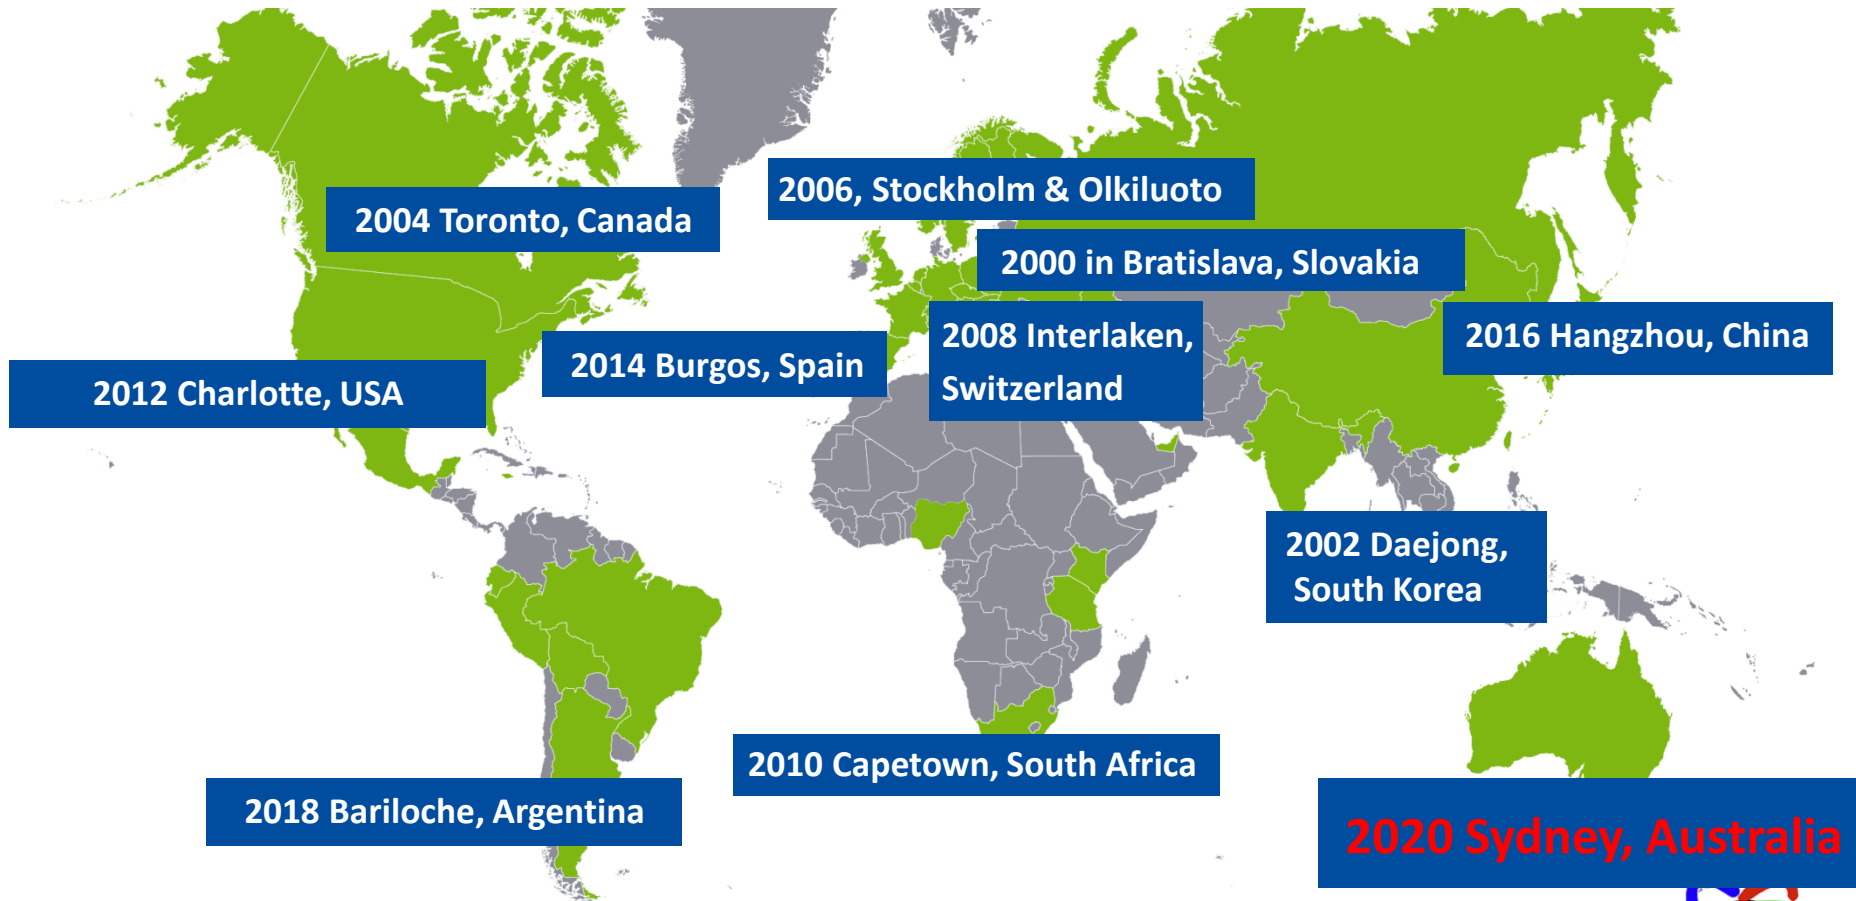 2006, Stockholm & Olkiluoto
2004 Toronto, Canada
2000 in Bratislava, Slovakia
2008 Interlaken,
Switzerland
2016 Hangzhou, China
2014 Burgos, Spain
2012 Charlotte, USA
2002 Daejong,
South Korea
2010 Capetown, South Africa
2018 Bariloche, Argentina
2020 Sydney, Australia